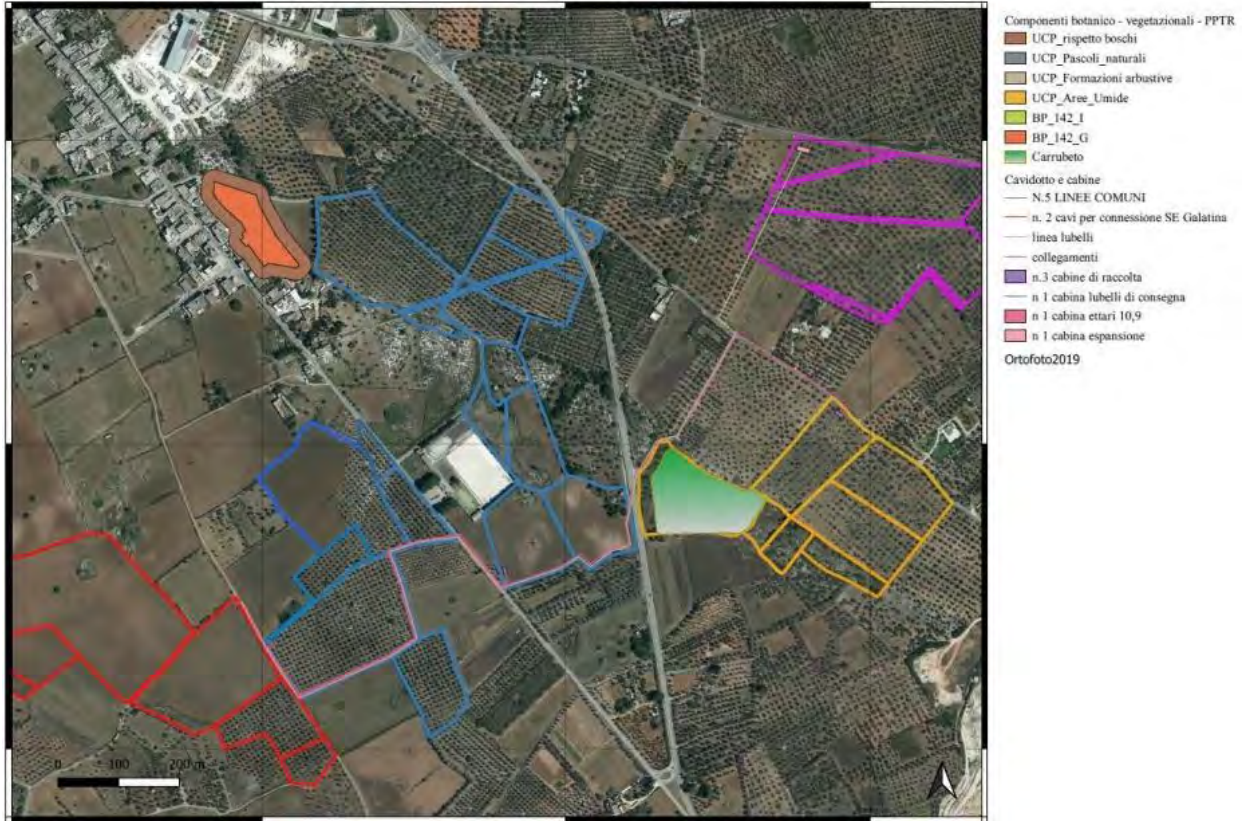 Componenti botanico - vegetazionali - PPTR
UCP_rispetto boschi
UCP_Pascoli_naturali
UCP_Formazioni arbustive
UCP_Aree_Umide
BP_142_I
BP_142_G
Carrubeto
Cavidotto e cabine
N.5 LINEE COMUNI
n. 2 cavi per connessione SE Galatina
linea lubelli
collegamenti
n.3 cabine di raccolta
n 1 cabina lubelli di consegna
n 1 cabina ettari 10,9
n 1 cabina espansione
Ortofoto2019
0 100 200 m